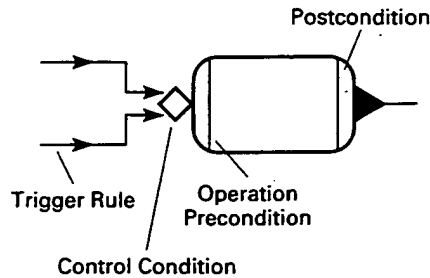 Postcondition
Trigger Rule
Operation
Precondition
Control Condition